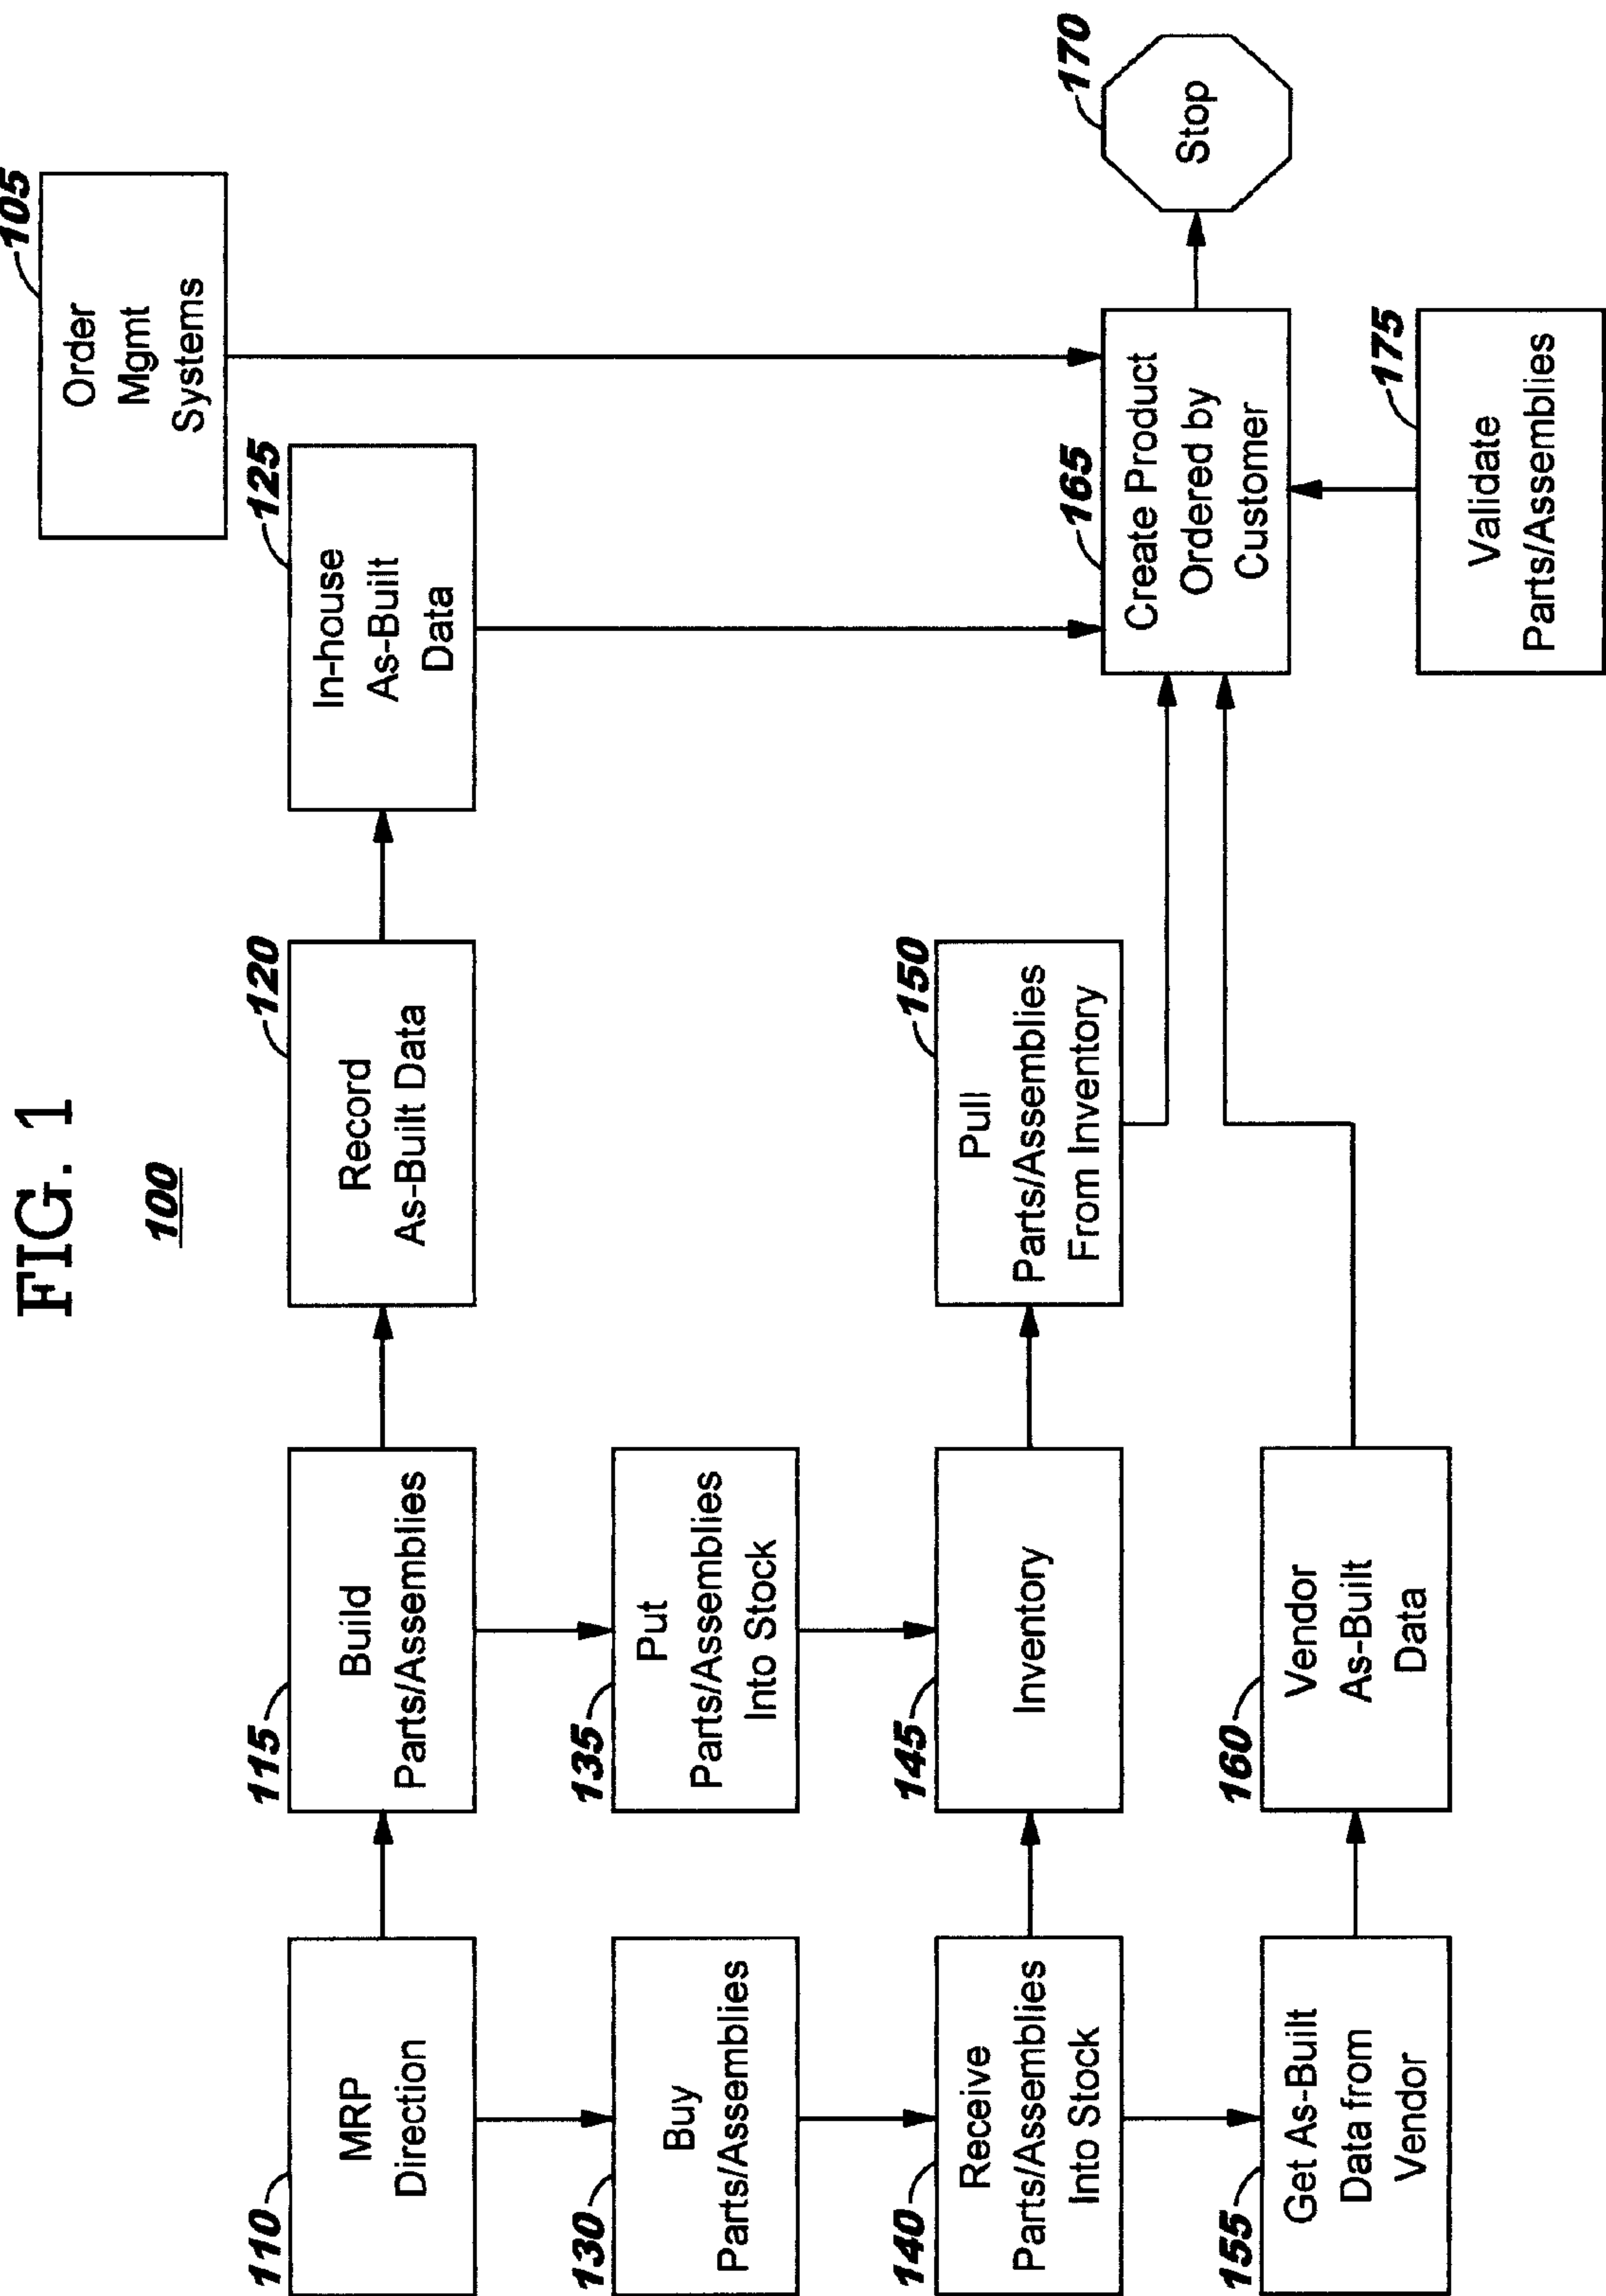 FIG. 1
100
105
Order
Mgmt
Systems
110
MRP
Direction
115
Build
Parts/Assemblies
120
Record
As-Built Data
125
In-house
As-Built
Data
130
Buy
Parts/Assemblies
135
Put
Parts/Assemblies
Into Stock
140
Receive
Parts/Assemblies
Into Stock
145
Inventory
150
Pull
Parts/Assemblies
From Inventory
165
Create Product
Ordered by
Customer
170
Stop
155
Get As-Built
Data from
Vendor
160
Vendor
As-Built
Data
175
Validate
Parts/Assemblies